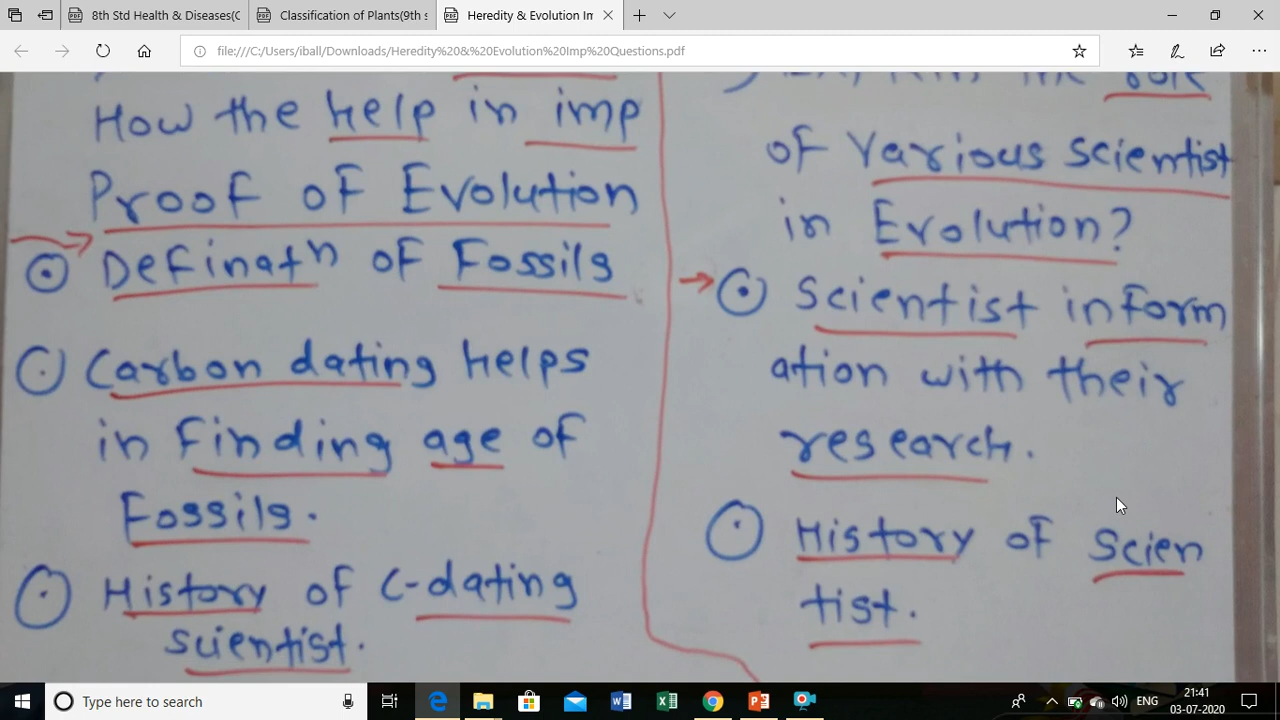 8th Std Health & Diseases(C
Classification of Plants(9th s
Heredity & Evolution Im
file:///C:/Users/iball/Downloads/Heredity%20&%20Evolution%20Imp%20Questions.pdf
How the help in imp
Proof of Evolution
Definatn of Fossils
Carbon dating helps
in Finding age of
Fossils.
History of C-dating
scientist.
of various scientist
in Evolution?
Scientist inform
ation with their
research.
History of scien
tist.
Type here to search
ENG
21:41
03-07-2020